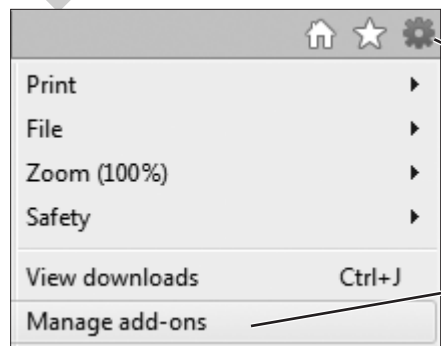 Print
File
Zoom (100%)
Safety
View downloads Ctrl+J
Manage add-ons